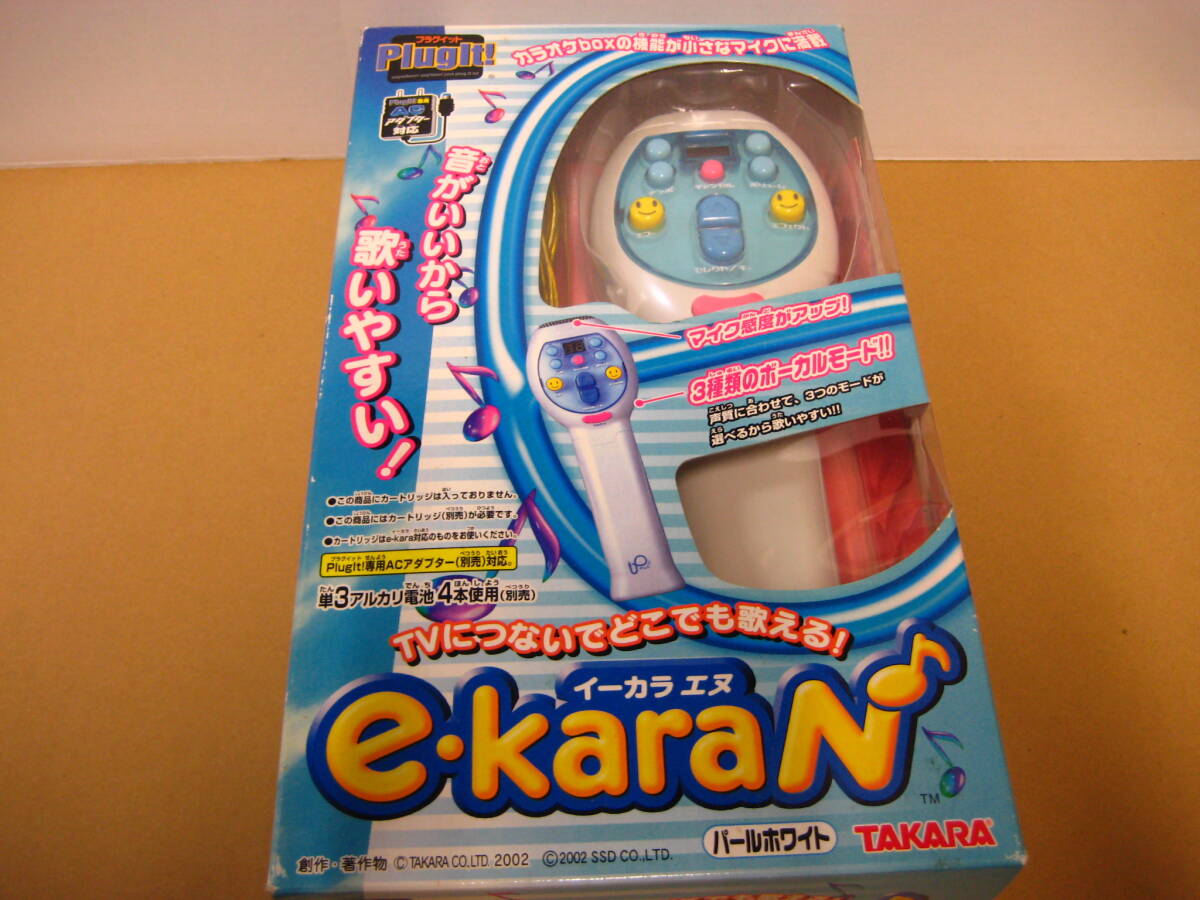 プラグイット
PlugIt!
カラオケboxの機能が小さなマイクに満載
PlugIt!専用
ACアダプター
対応
音がいいから
歌いやすい!
マイク感度がアップ!
3種類のボーカルモード!!
声質に合わせて、3つのモードが
選べるから歌いやすい!!
●この商品にカートリッジは入っておりません。
●この商品にはカートリッジ(別売)が必要です。
●カートリッジはe-kara対応のものをお使いください。
PlugIt!専用ACアダプター(別売)対応。
単3アルカリ電池4本使用(別売)
TVにつないでどこでも歌える!
イーカラ エヌ
e・kara N
TM
パールホワイト
TAKARA
創作・著作物 ©TAKARA CO.,LTD. 2002 ©2002 SSD CO.,LTD.